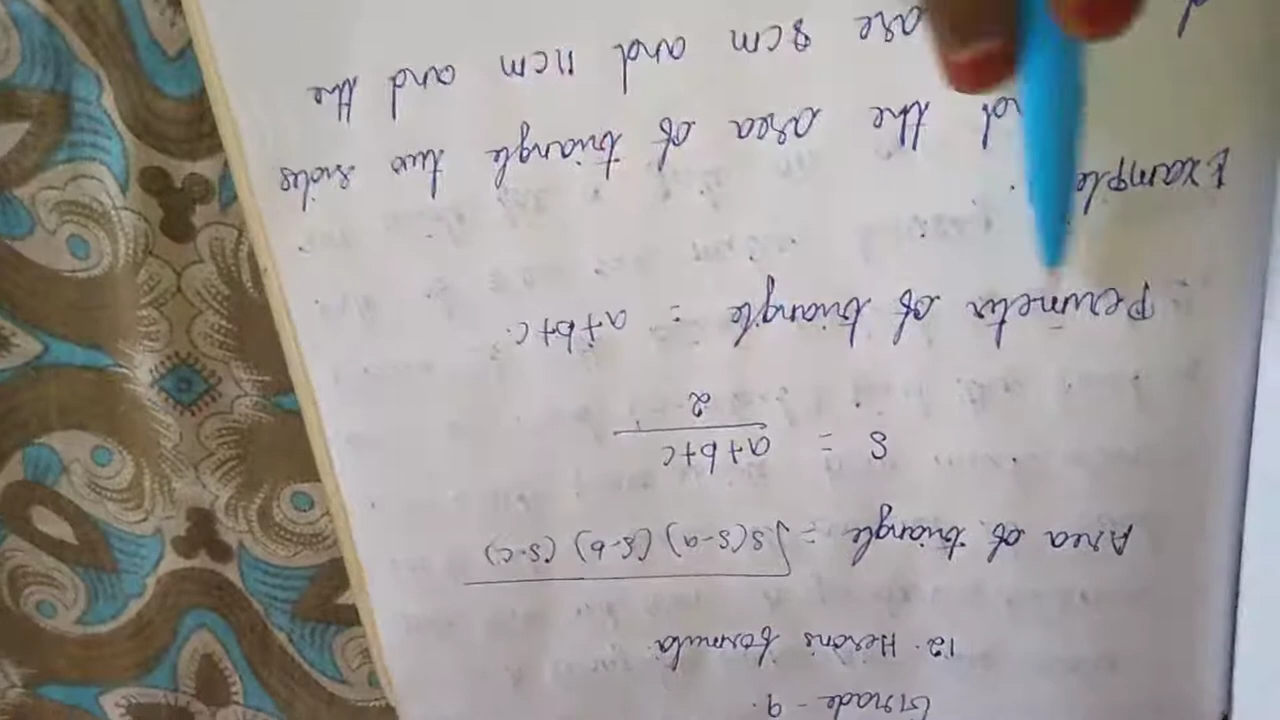 Grade - 9.
12. Herons formula.
Area of triangle = √s(s-a) (s-b) (s-c)
s = a+b+c
2
Perimeter of triangle = a+b+c.
Example
the area of triangle two sides
are 8cm and 11cm and the